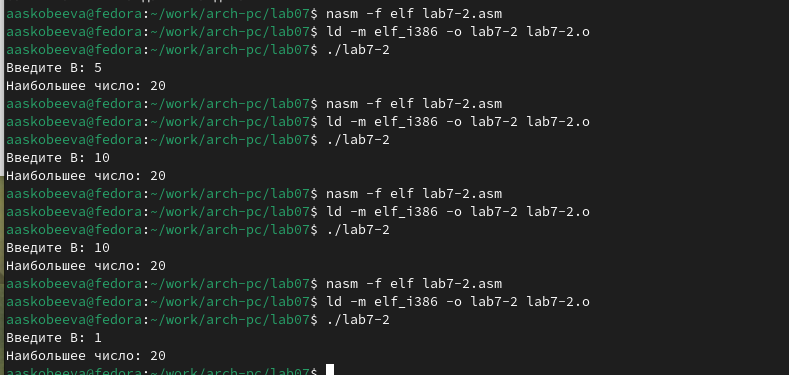 aaskobeeva@fedora:~/work/arch-pc/lab07$ nasm -f elf lab7-2.asm
aaskobeeva@fedora:~/work/arch-pc/lab07$ ld -m elf_i386 -o lab7-2 lab7-2.o
aaskobeeva@fedora:~/work/arch-pc/lab07$ ./lab7-2
Введите B: 5
Наибольшее число: 20
aaskobeeva@fedora:~/work/arch-pc/lab07$ nasm -f elf lab7-2.asm
aaskobeeva@fedora:~/work/arch-pc/lab07$ ld -m elf_i386 -o lab7-2 lab7-2.o
aaskobeeva@fedora:~/work/arch-pc/lab07$ ./lab7-2
Введите B: 10
Наибольшее число: 20
aaskobeeva@fedora:~/work/arch-pc/lab07$ nasm -f elf lab7-2.asm
aaskobeeva@fedora:~/work/arch-pc/lab07$ ld -m elf_i386 -o lab7-2 lab7-2.o
aaskobeeva@fedora:~/work/arch-pc/lab07$ ./lab7-2
Введите B: 10
Наибольшее число: 20
aaskobeeva@fedora:~/work/arch-pc/lab07$ nasm -f elf lab7-2.asm
aaskobeeva@fedora:~/work/arch-pc/lab07$ ld -m elf_i386 -o lab7-2 lab7-2.o
aaskobeeva@fedora:~/work/arch-pc/lab07$ ./lab7-2
Введите B: 1
Наибольшее число: 20
aaskobeeva@fedora:~/work/arch-pc/lab07$